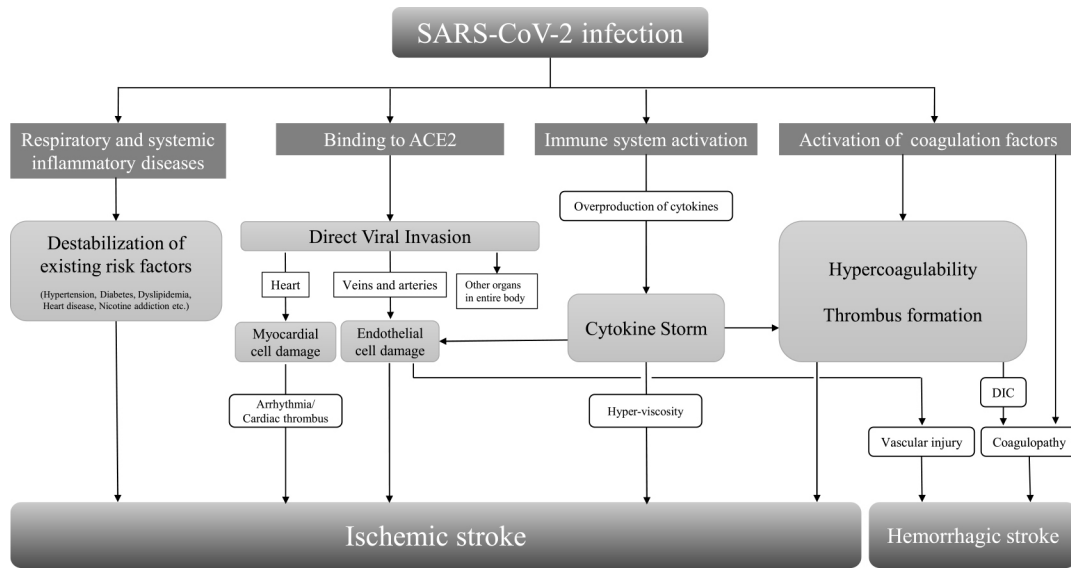 SARS-CoV-2 infection
Respiratory and systemic
inflammatory diseases
Binding to ACE2
Immune system activation
Activation of coagulation factors
Overproduction of cytokines
Destabilization of
existing risk factors
(Hypertension, Diabetes, Dyslipidemia,
Heart disease, Nicotine addiction etc.)
Direct Viral Invasion
Hypercoagulability
Thrombus formation
Heart
Veins and arteries
Other organs
in entire body
Myocardial
cell damage
Endothelial
cell damage
Cytokine Storm
Arrhythmia/
Cardiac thrombus
Hyper-viscosity
DIC
Vascular injury
Coagulopathy
Ischemic stroke
Hemorrhagic stroke